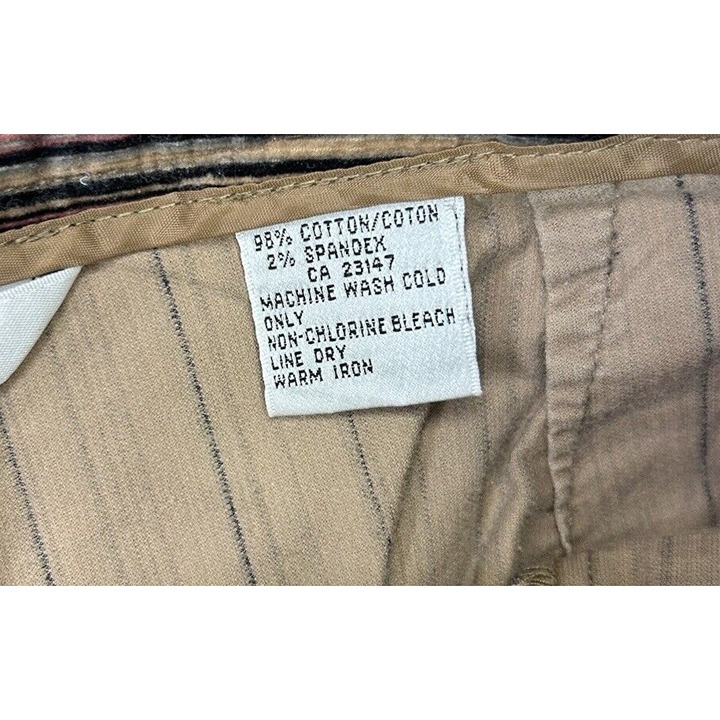 98% COTTON/COTON
2% SPANDEX
CA 23147
MACHINE WASH COLD
ONLY
NON-CHLORINE BLEACH
LINE DRY
WARM IRON